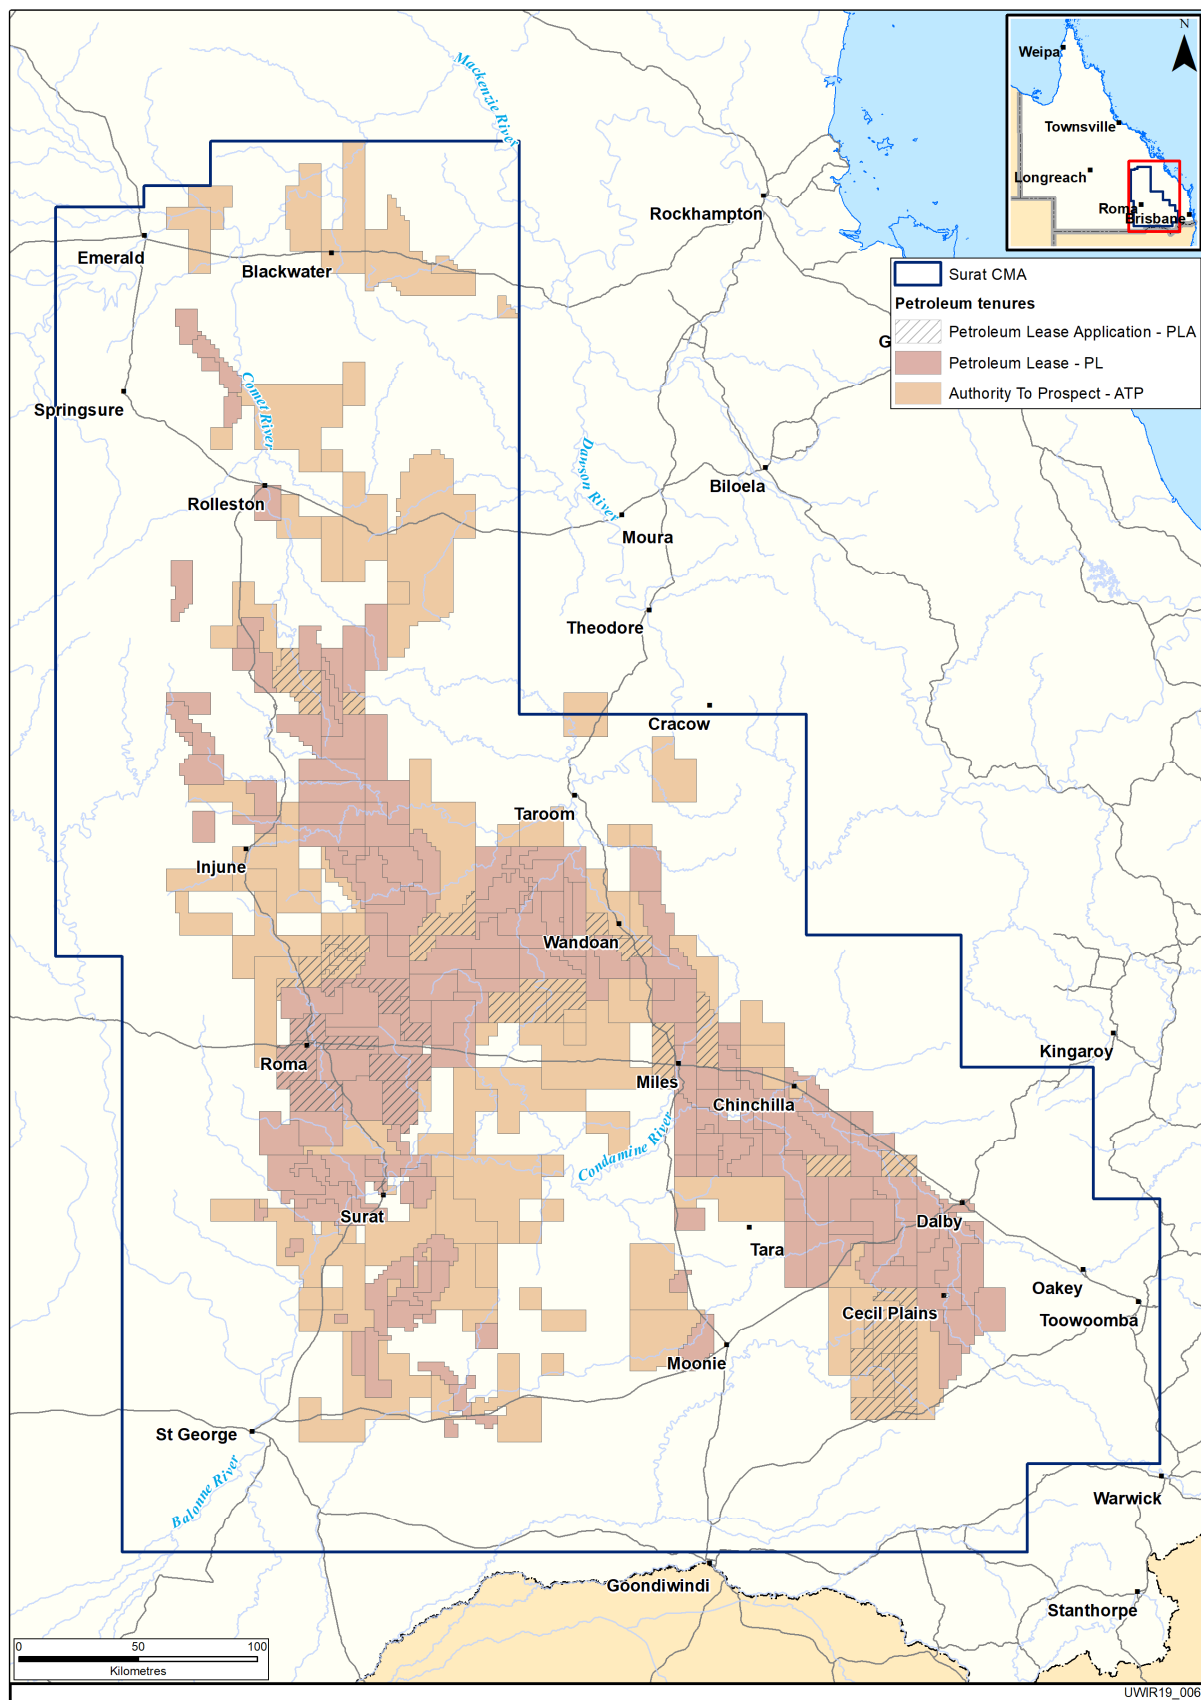 N
Weipa
Townsville
Longreach
Roma
Brisbane
Surat CMA
Petroleum tenures
Petroleum Lease Application - PLA
Petroleum Lease - PL
Authority To Prospect - ATP
Mackenzie River
Rockhampton
Emerald
Blackwater
G
Springsure
Comet River
Dawson River
Biloela
Rolleston
Moura
Theodore
Cracow
Taroom
Injune
Wandoan
Kingaroy
Roma
Miles
Chinchilla
Condamine River
Surat
Dalby
Tara
Oakey
Cecil Plains
Toowoomba
Moonie
St George
Balonne River
Warwick
Goondiwindi
Stanthorpe
0 50 100
Kilometres
UWIR19_006